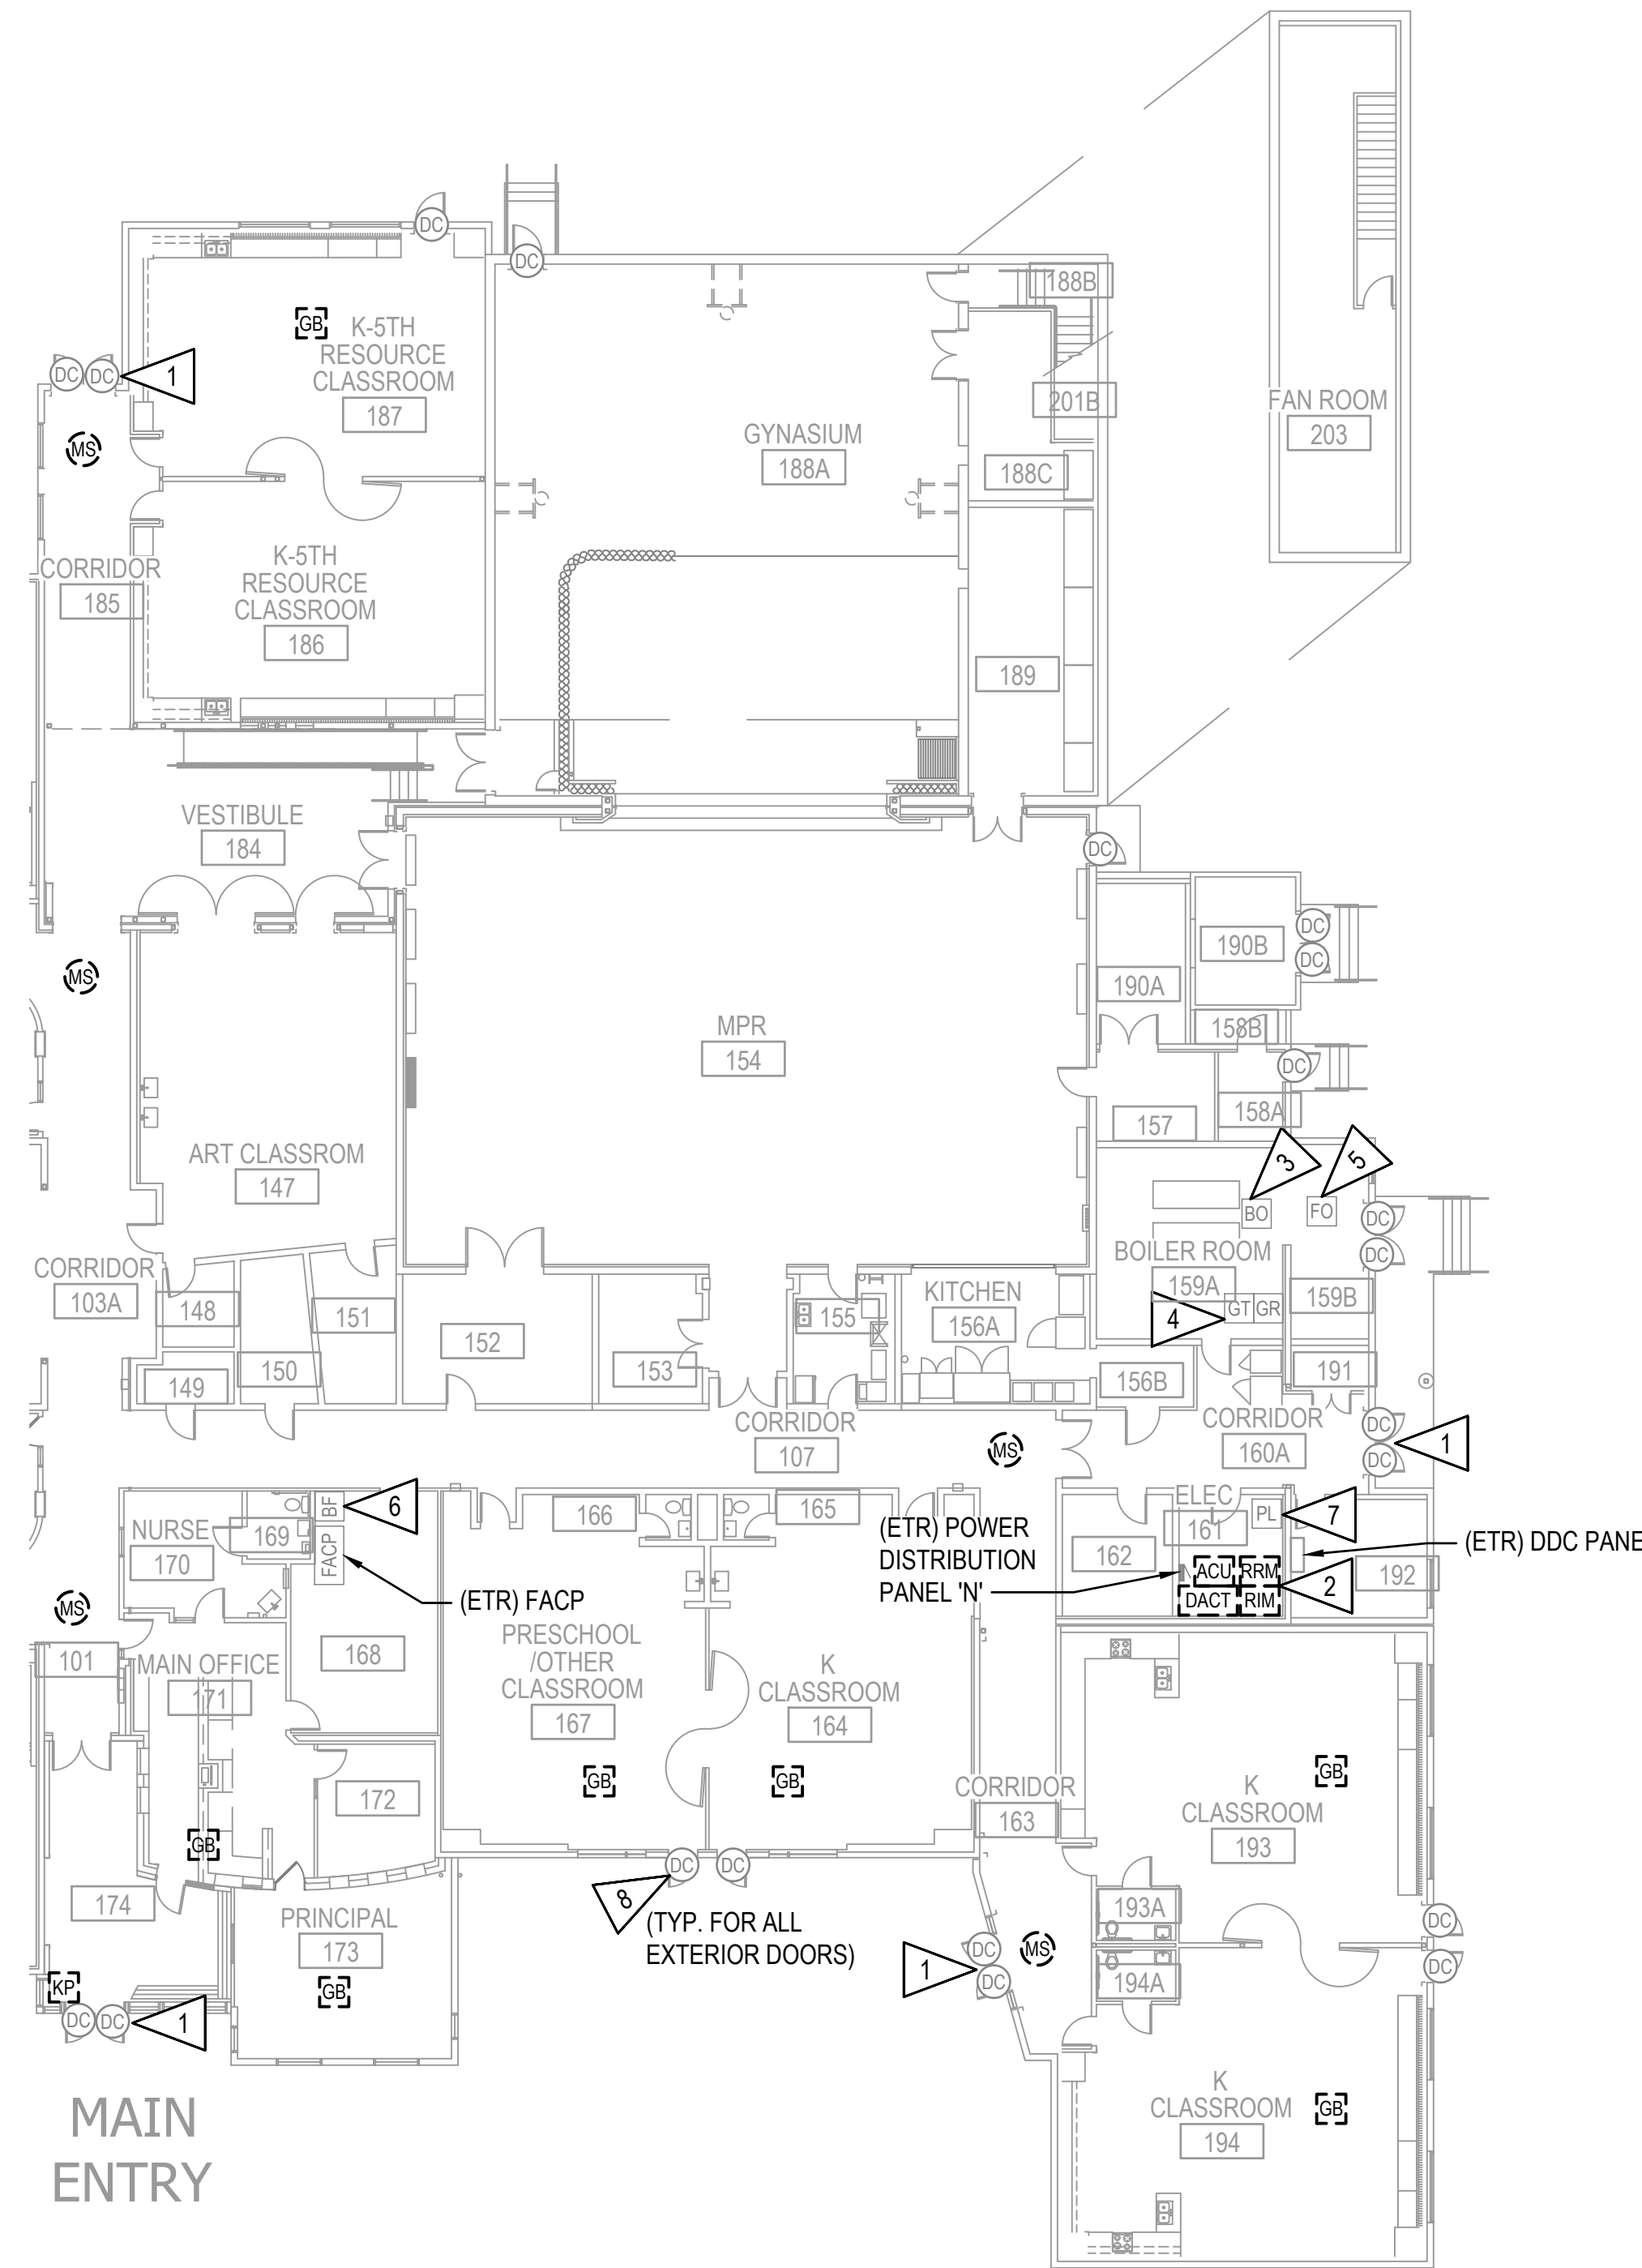 DC
DC
188B
GB
K-5TH
RESOURCE
CLASSROOM
187
DC
DC
1
201B
FAN ROOM
203
GYNASIUM
188A
MS
188C
K-5TH
RESOURCE
CLASSROOM
186
CORRIDOR
185
189
VESTIBULE
184
DC
DC
190B
DC
MS
190A
MPR
154
158B
DC
158A
157
ART CLASSROM
147
3
5
BO
FO
DC
BOILER ROOM
DC
CORRIDOR
103A
148
151
KITCHEN
159A
159B
GT
GR
4
155
156A
152
150
153
149
156B
191
CORRIDOR
107
CORRIDOR
160A
DC
1
DC
MS
BF
6
166
165
ELEC
161
PL
7
NURSE
170
169
FACP
(ETR) POWER
DISTRIBUTION
PANEL 'N'
162
(ETR) DDC PANE
N
ACU
RRM
2
192
DACT
RIM
(ETR) FACP
MS
101
MAIN OFFICE
171
168
PRESCHOOL
/OTHER
CLASSROOM
167
K
CLASSROOM
164
GB
GB
GB
172
CORRIDOR
163
K
CLASSROOM
193
GB
DC
DC
8
(TYP. FOR ALL
EXTERIOR DOORS)
174
193A
PRINCIPAL
173
DC
DC
MS
1
DC
194A
DC
KP
GB
DC
DC
1
K
CLASSROOM
194
GB
MAIN
ENTRY